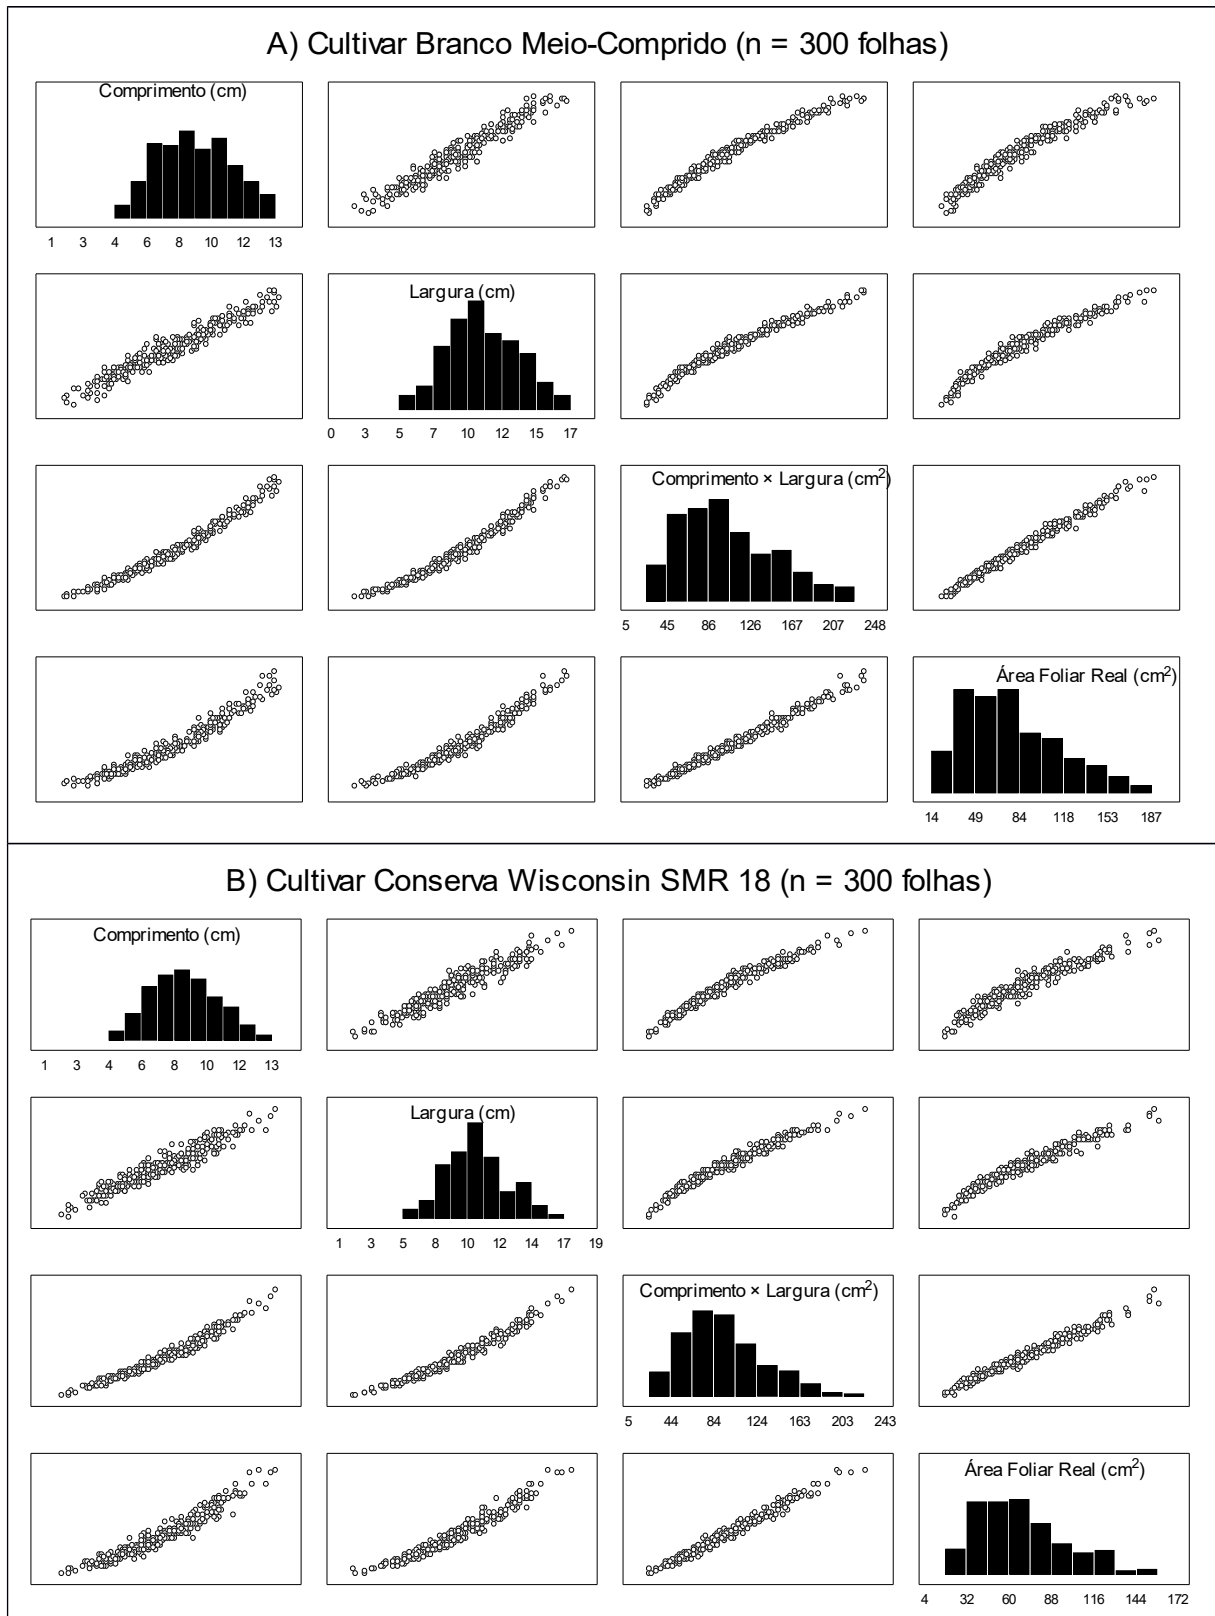 A) Cultivar Branco Meio-Comprido (n = 300 folhas)
Comprimento (cm)
1 3 4 6 8 10 12 13
Largura (cm)
0 3 5 7 10 12 15 17
Comprimento × Largura (cm²)
5 45 86 126 167 207 248
Área Foliar Real (cm²)
14 49 84 118 153 187
B) Cultivar Conserva Wisconsin SMR 18 (n = 300 folhas)
Comprimento (cm)
1 3 4 6 8 10 12 13
Largura (cm)
1 3 5 8 10 12 14 17 19
Comprimento × Largura (cm²)
5 44 84 124 163 203 243
Área Foliar Real (cm²)
4 32 60 88 116 144 172